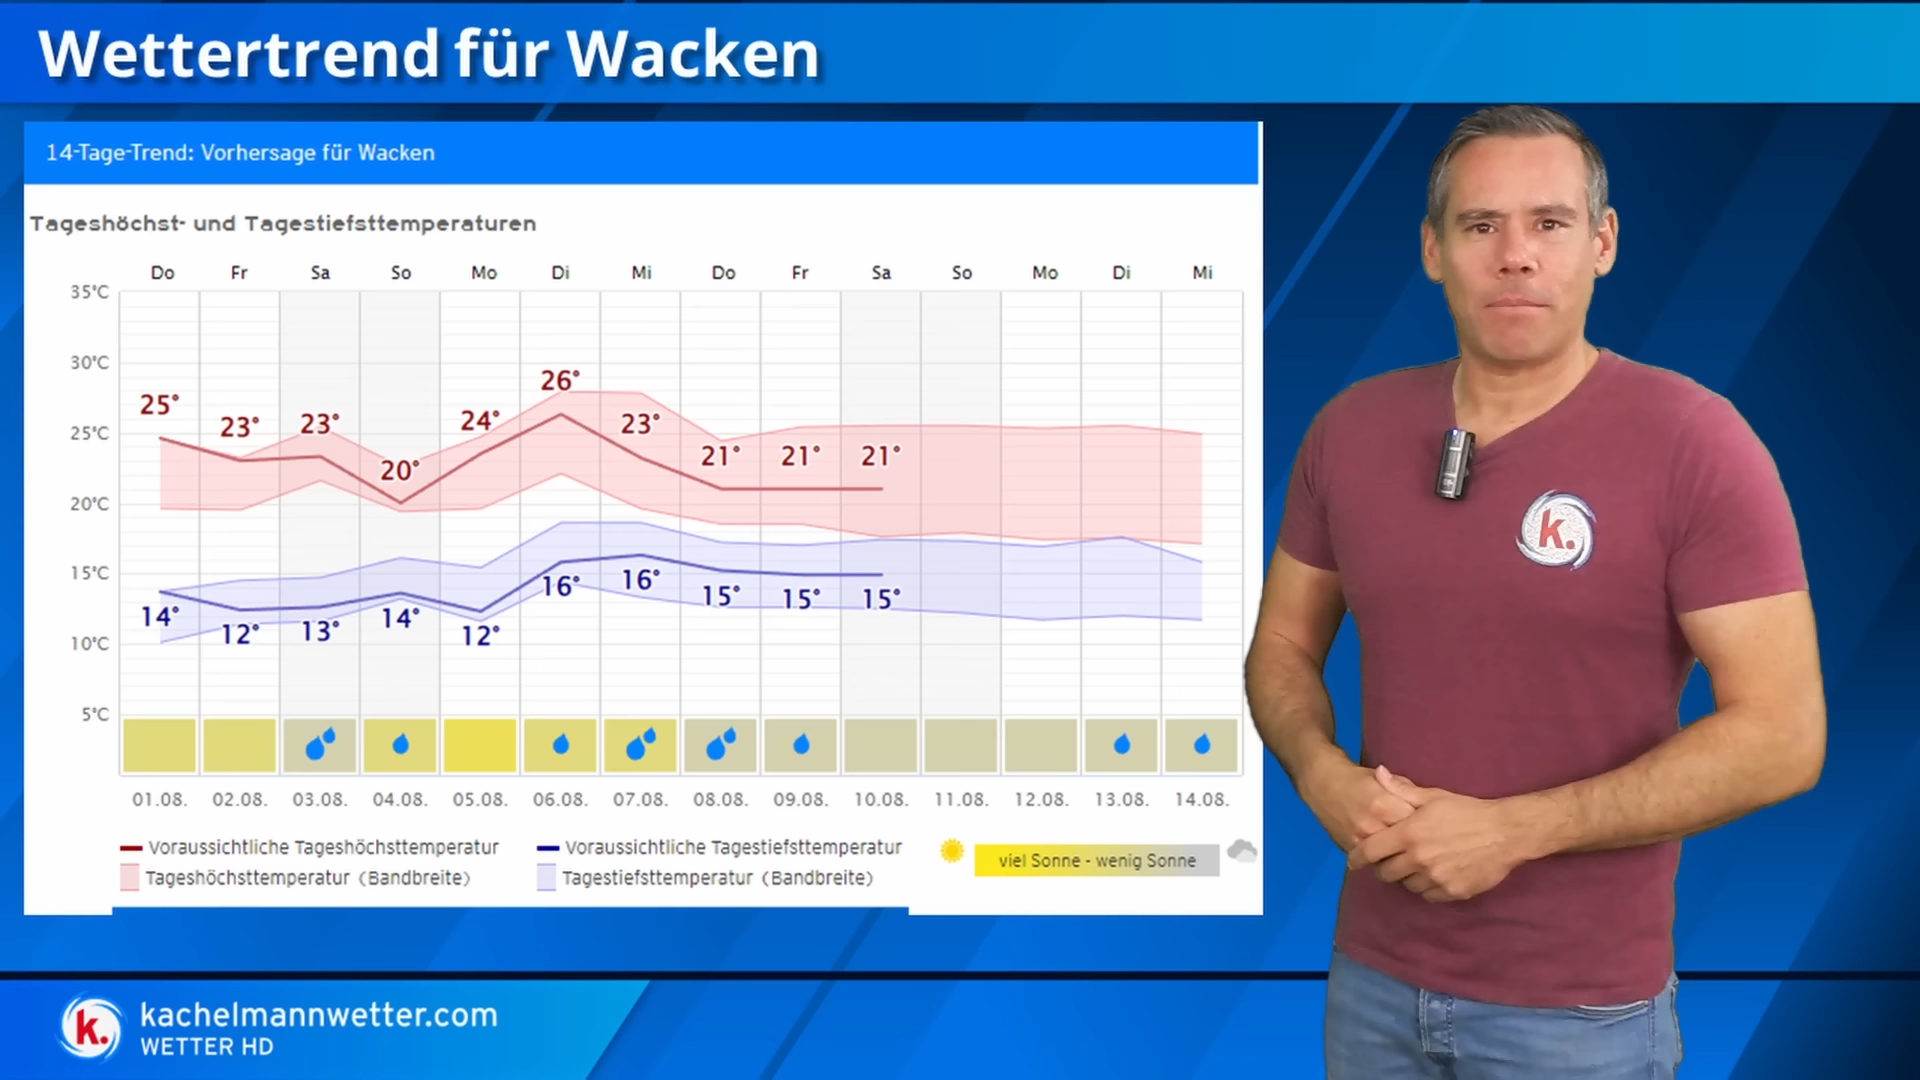 Wettertrend für Wacken
14-Tage-Trend: Vorhersage für Wacken
Tageshöchst- und Tagestiefsttemperaturen
Do Fr Sa So Mo Di Mi Do Fr Sa So Mo Di Mi
35°C
30°C
25°C
20°C
15°C
10°C
5°C
25° 23° 23° 20° 24° 26° 23° 21° 21° 21°
14° 12° 13° 14° 12° 16° 16° 15° 15° 15°
01.08. 02.08. 03.08. 04.08. 05.08. 06.08. 07.08. 08.08. 09.08. 10.08. 11.08. 12.08. 13.08. 14.08.
Voraussichtliche Tageshöchsttemperatur
Tageshöchsttemperatur (Bandbreite)
Voraussichtliche Tagestiefsttemperatur
Tagestiefsttemperatur (Bandbreite)
viel Sonne - wenig Sonne
k.
k.
kachelmannwetter.com
WETTER HD